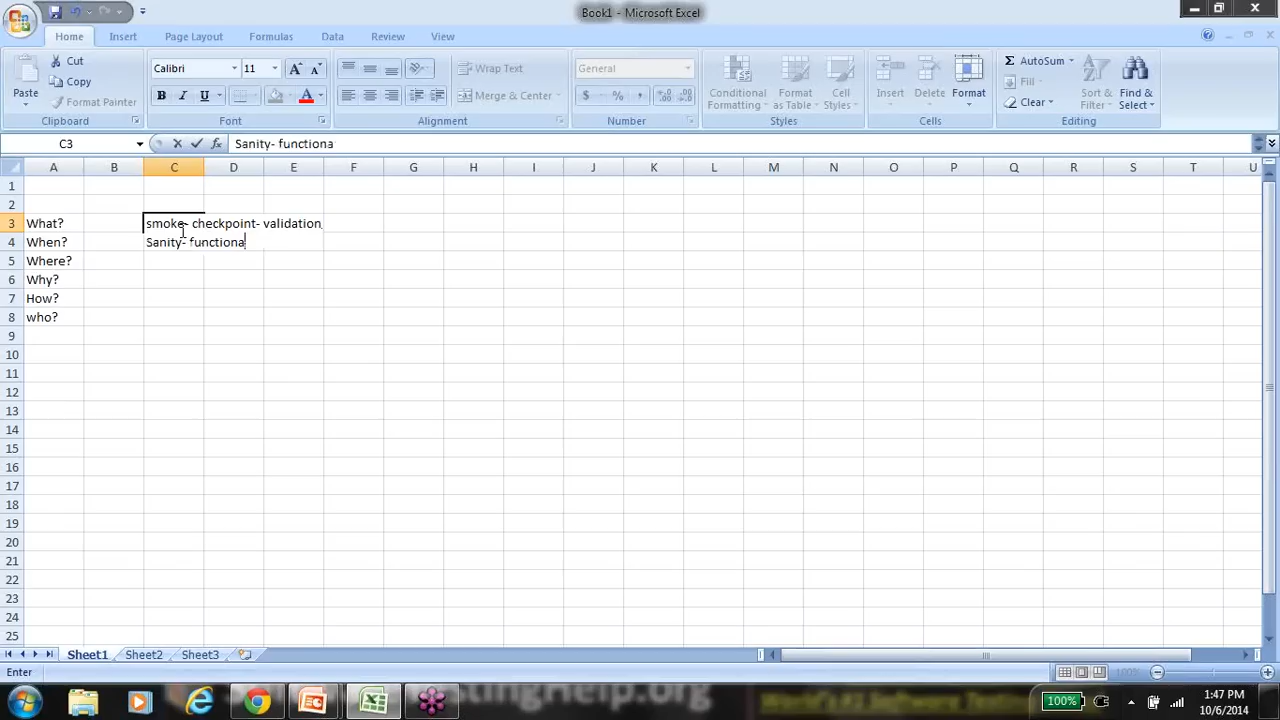 Book1 - Microsoft Excel
Home Insert Page Layout Formulas Data Review View
Cut
Copy
Format Painter
Paste
Clipboard
Calibri 11
B I U
Font
Wrap Text
Merge & Center
Alignment
General
$ % ,
Number
Conditional Formatting
Format as Table
Cell Styles
Styles
Insert Delete Format
Cells
Σ AutoSum
Fill
Clear
Sort & Filter
Find & Select
Editing
C3 fx Sanity- functiona
A B C D E F G H I J K L M N O P Q R S T U
1
2
3 What? smoke- checkpoint- validation
4 When? Sanity- functiona
5 Where?
6 Why?
7 How?
8 who?
9
10
11
12
13
14
15
16
17
18
19
20
21
22
23
24
25
Sheet1 Sheet2 Sheet3
Enter 100%
100% 1:47 PM
10/6/2014